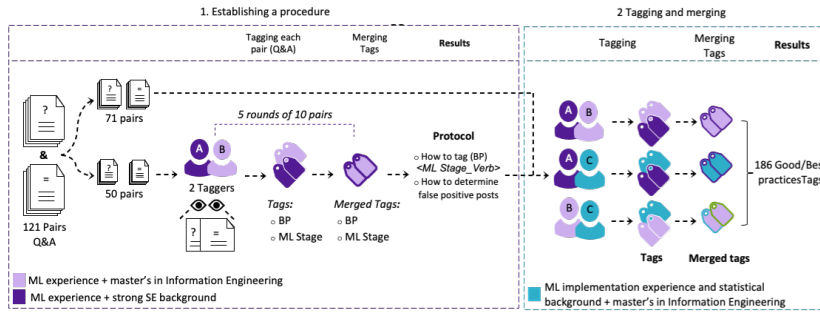 1. Establishing a procedure
Tagging each
pair (Q&A)
Merging
Tags
Results
?
=
71 pairs
?
&
=
121 Pairs
Q&A
?
=
50 pairs
5 rounds of 10 pairs
A
B
2 Taggers
?
=
Tags:
○ BP
○ ML Stage
Merged Tags:
○ BP
○ ML Stage
Protocol
○ How to tag (BP)
<ML Stage_Verb>
○ How to determine
false positive posts
ML experience + master's in Information Engineering
ML experience + strong SE background
2 Tagging and merging
Tagging
Merging
Tags
Results
A
B
A
C
B
C
186 Good/Best
practicesTags
Tags
Merged tags
ML implementation experience and statistical
background + master's in Information Engineering